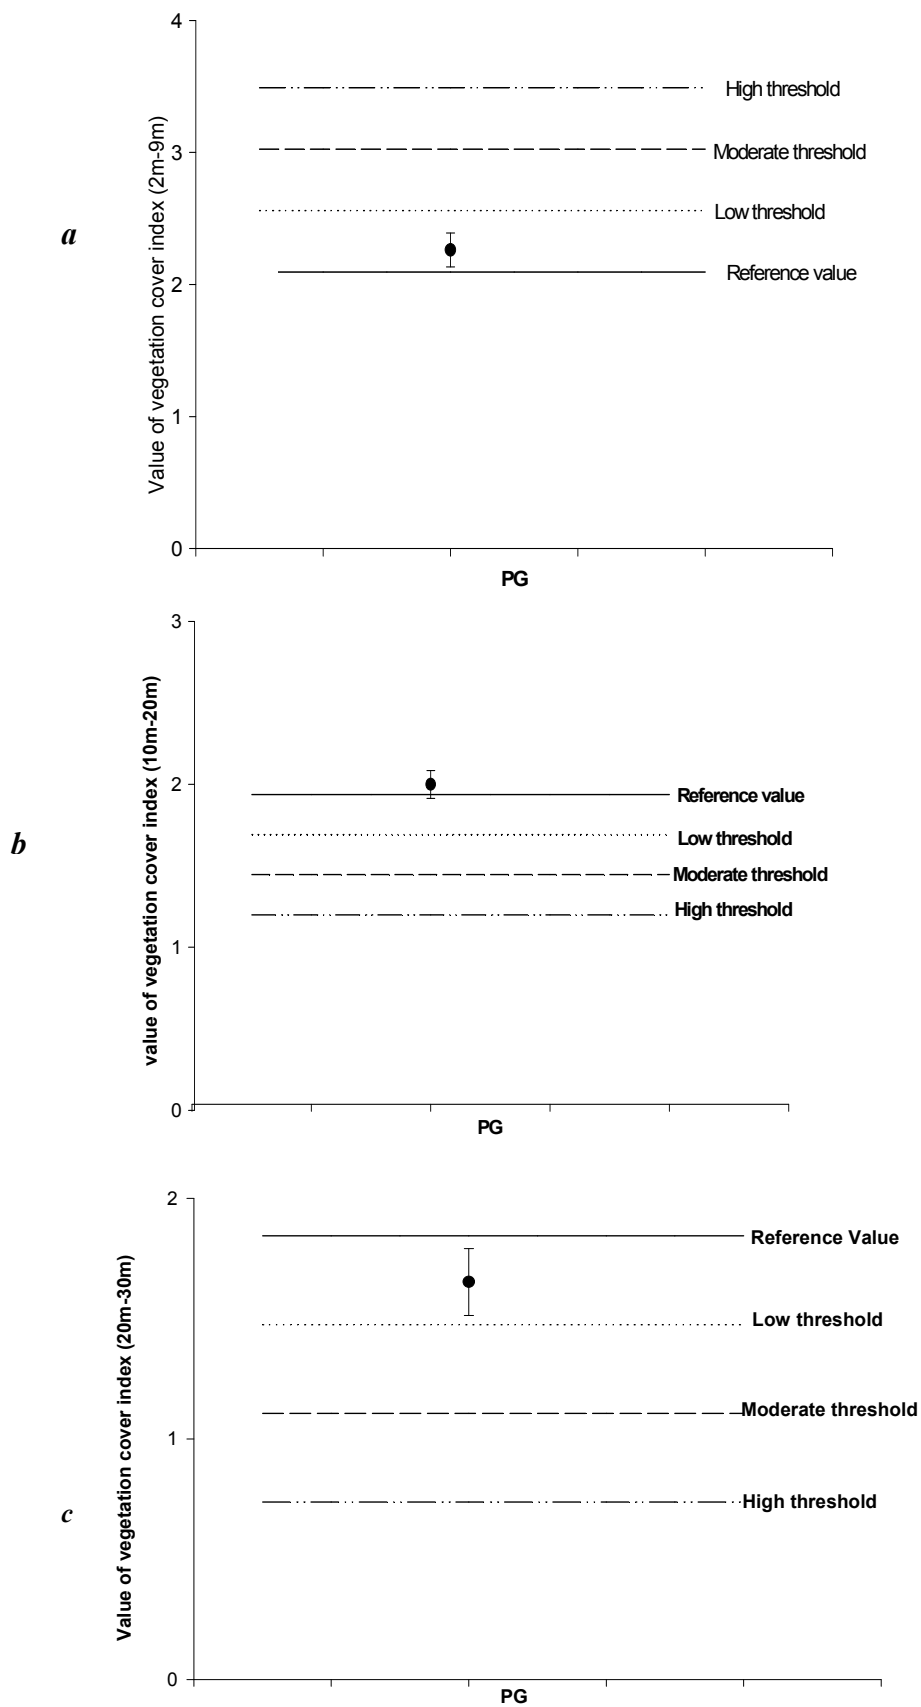 a
Value of vegetation cover index (2m-9m)
4
3
2
1
0
High threshold
Moderate threshold
Low threshold
Reference value
PG
b
value of vegetation cover index (10m-20m)
3
2
1
0
Reference value
Low threshold
Moderate threshold
High threshold
PG
c
Value of vegetation cover index (20m-30m)
2
1
0
Reference Value
Low threshold
Moderate threshold
High threshold
PG